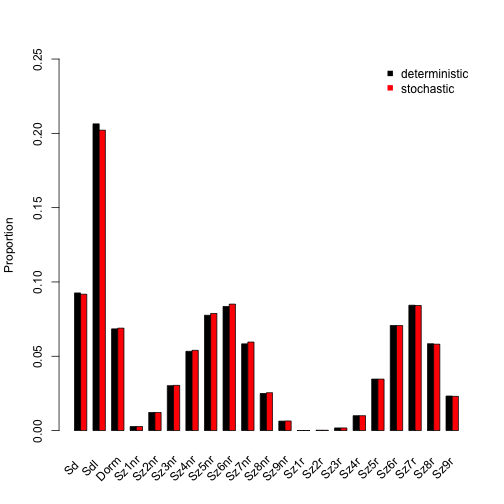 deterministic
stochastic
Proportion
0.25
0.20
0.15
0.10
0.05
0.00
Sd
Sdl
Dorm
Sz1nr
Sz2nr
Sz3nr
Sz4nr
Sz5nr
Sz6nr
Sz7nr
Sz8nr
Sz9nr
Sz1r
Sz2r
Sz3r
Sz4r
Sz5r
Sz6r
Sz7r
Sz8r
Sz9r